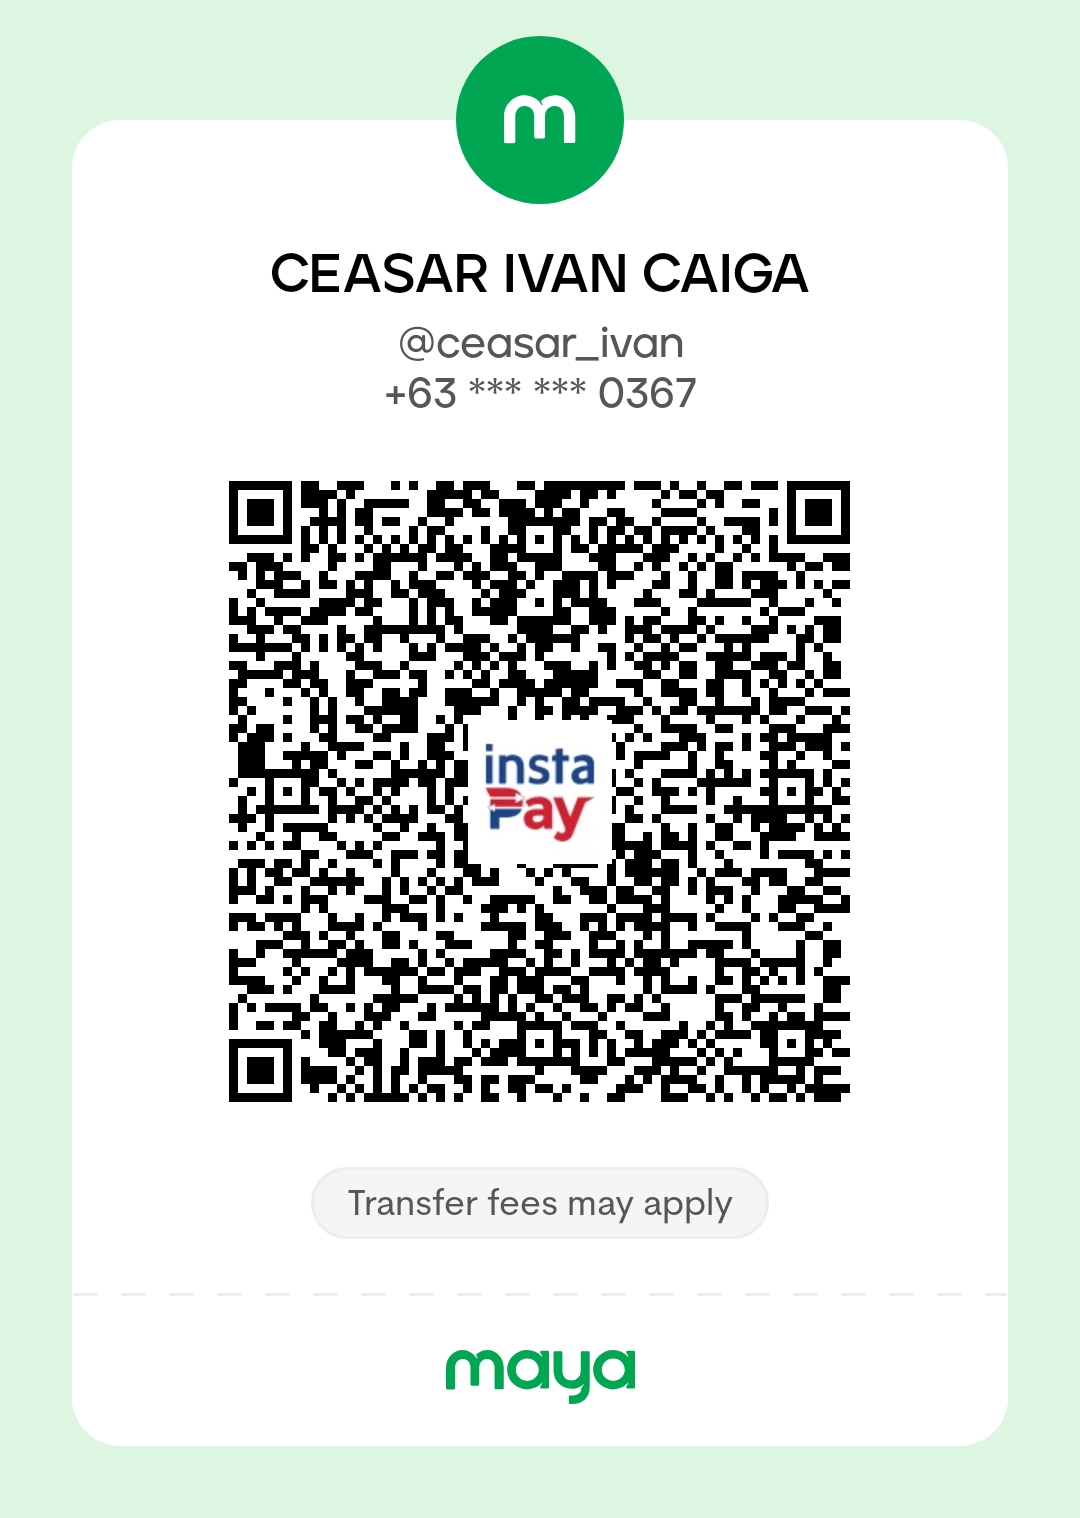 m
CEASAR IVAN CAIGA
@ceasar_ivan
+63 *** *** 0367
insta
Pay
Transfer fees may apply
maya